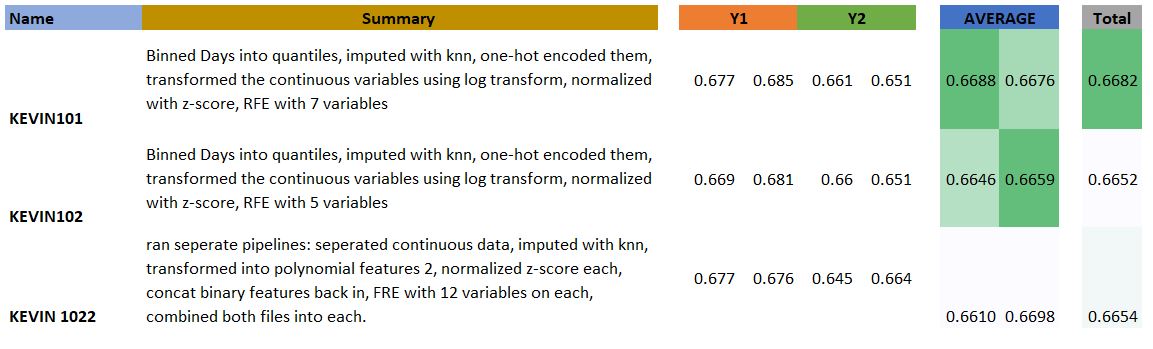 Name Summary Y1 Y2 AVERAGE Total
Binned Days into quantiles, imputed with knn, one-hot encoded them,
transformed the continuous variables using log transform, normalized
with z-score, RFE with 7 variables
KEVIN101
0.677 0.685 0.661 0.651 0.6688 0.6676 0.6682
Binned Days into quantiles, imputed with knn, one-hot encoded them,
transformed the continuous variables using log transform, normalized
with z-score, RFE with 5 variables
KEVIN102
0.669 0.681 0.66 0.651 0.6646 0.6659 0.6652
ran seperate pipelines: seperated continuous data, imputed with knn,
transformed into polynomial features 2, normalized z-score each,
concat binary features back in, FRE with 12 variables on each,
combined both files into each.
KEVIN 1022
0.677 0.676 0.645 0.664 0.6610 0.6698 0.6654